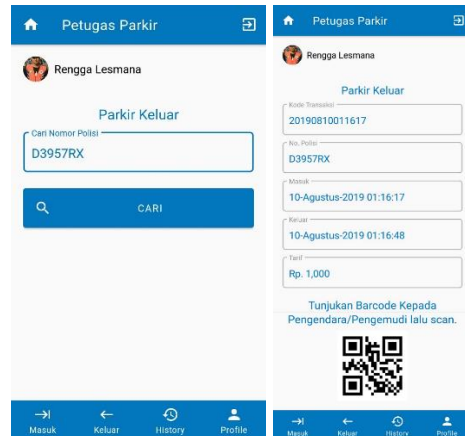 Petugas Parkir
Rengga Lesmana
Parkir Keluar
Cari Nomor Polisi
D3957RX
CARI
Masuk
Keluar
History
Profile
Petugas Parkir
Rengga Lesmana
Parkir Keluar
Kode Transaksi
20190810011617
No. Polisi
D3957RX
Masuk
10-Agustus-2019 01:16:17
Keluar
10-Agustus-2019 01:16:48
Tarif
Rp. 1,000
Tunjukan Barcode Kepada
Pengendara/Pengemudi lalu scan.
Masuk
Keluar
History
Profile